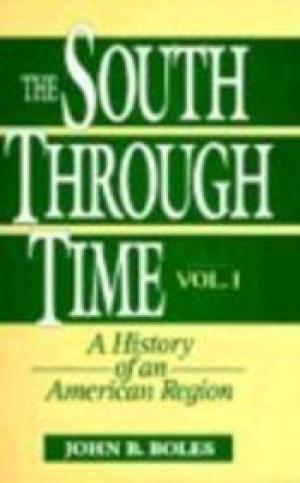 THE SOUTH
THROUGH
TIME VOL. I
A History
of an
American Region
JOHN B. BOLES